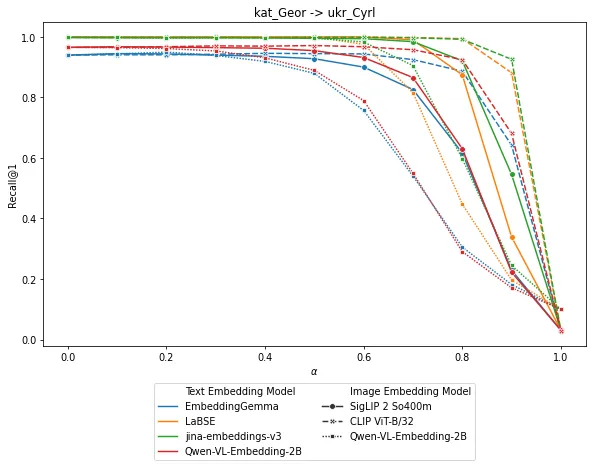 kat_Geor -> ukr_Cyrl
Recall@1
1.0
0.8
0.6
0.4
0.2
0.0
0.0 0.2 0.4 0.6 0.8 1.0
α
Text Embedding Model
EmbeddingGemma
LaBSE
jina-embeddings-v3
Qwen-VL-Embedding-2B
Image Embedding Model
SigLIP 2 So400m
CLIP ViT-B/32
Qwen-VL-Embedding-2B